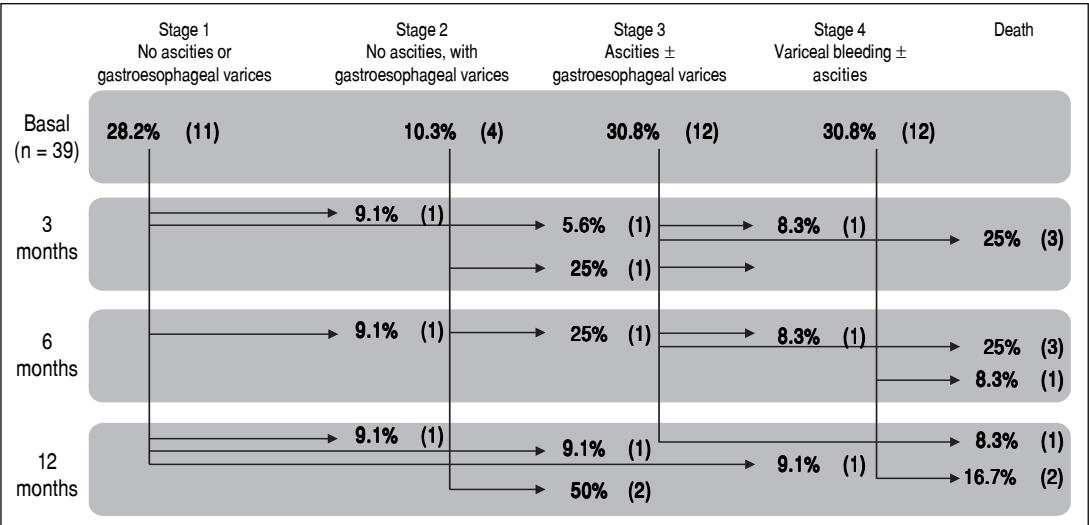 Stage 1
No ascities or
gastroesophageal varices
Stage 2
No ascities, with
gastroesophageal varices
Stage 3
Ascities ±
gastroesophageal varices
Stage 4
Variceal bleeding ±
ascities
Death
Basal
(n = 39)
28.2% (11) 10.3% (4) 30.8% (12) 30.8% (12)
3
months
9.1% (1)
5.6% (1) 8.3% (1)
25% (3)
25% (1)
6
months
9.1% (1) 25% (1) 8.3% (1)
25% (3)
8.3% (1)
12
months
9.1% (1)
8.3% (1)
9.1% (1)
9.1% (1)
16.7% (2)
50% (2)